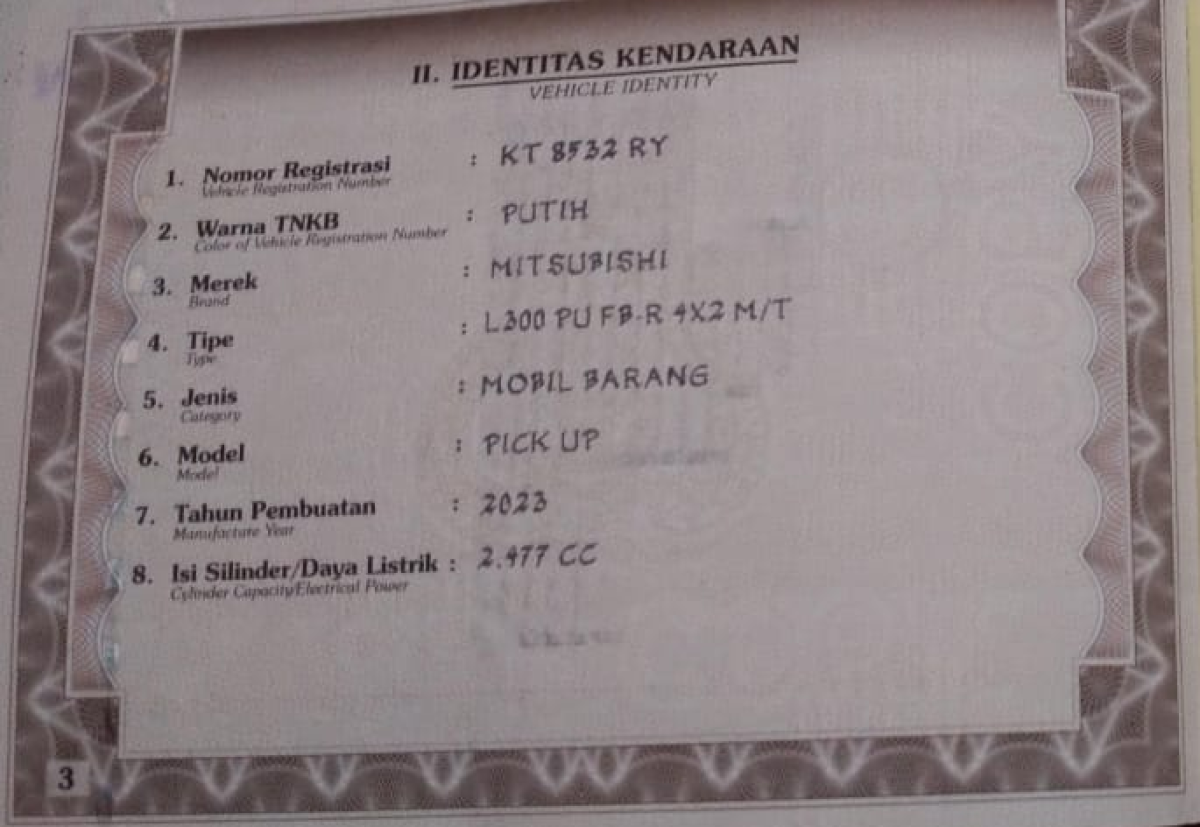 II. IDENTITAS KENDARAAN
VEHICLE IDENTITY
1. Nomor Registrasi : KT 8532 RY
Vehicle Registration Number
2. Warna TNKB : PUTIH
Color of Vehicle Registration Number
3. Merek : MITSUBISHI
Brand
4. Tipe : L300 PU FB-R 4X2 M/T
Type
5. Jenis : MOBIL BARANG
Category
6. Model : PICK UP
Model
7. Tahun Pembuatan : 2023
Manufacture Year
8. Isi Silinder/Daya Listrik : 2.477 CC
Cylinder Capacity/Electrical Power
3